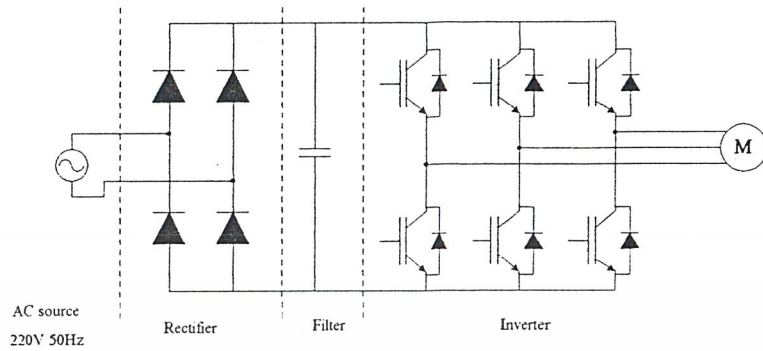 M
AC source
220V 50Hz
Rectifier
Filter
Inverter